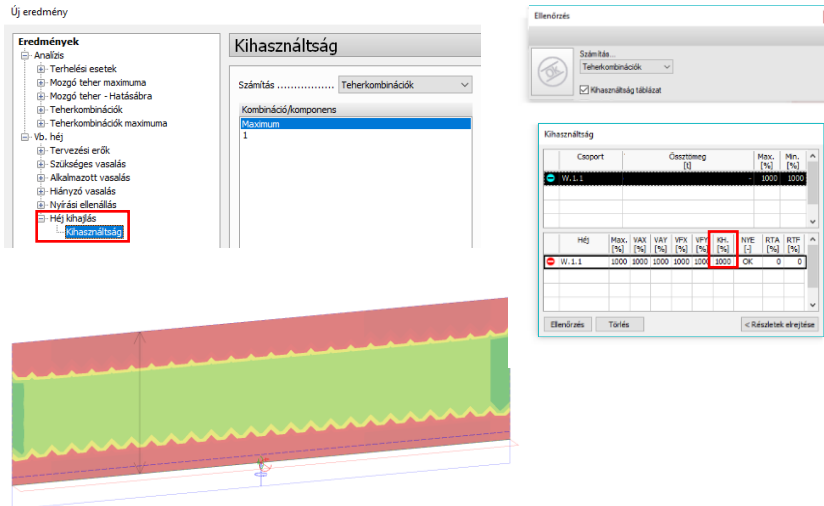 Új eredmény
Eredmények
Analízis
Terhelési esetek
Mozgó teher maximuma
Mozgó teher - Hatásábra
Teherkombinációk
Teherkombinációk maximuma
Vb. héj
Tervezési erők
Szükséges vasalás
Alkalmazott vasalás
Hiányzó vasalás
Nyírási ellenállás
Héj kihajlás
Kihasználtság
Kihasználtság
Számítás ................. Teherkombinációk
Kombináció/komponens
Maximum
1
Ellenőrzés
Számítás...
Teherkombinációk
Kihasználtság táblázat
Kihasználtság
Csoport Össztömeg [t] Max. [%] Min. [%]
W.1.1 - 1000 1000
Héj Max. [%] VAX [%] VAY [%] VFX [%] VFY [%] KH. [%] NYE [-] RTA [%] RTF [%]
W.1.1 1000 1000 1000 1000 1000 1000 OK 0 0
Ellenőrzés Törlés < Részletek elrejtése